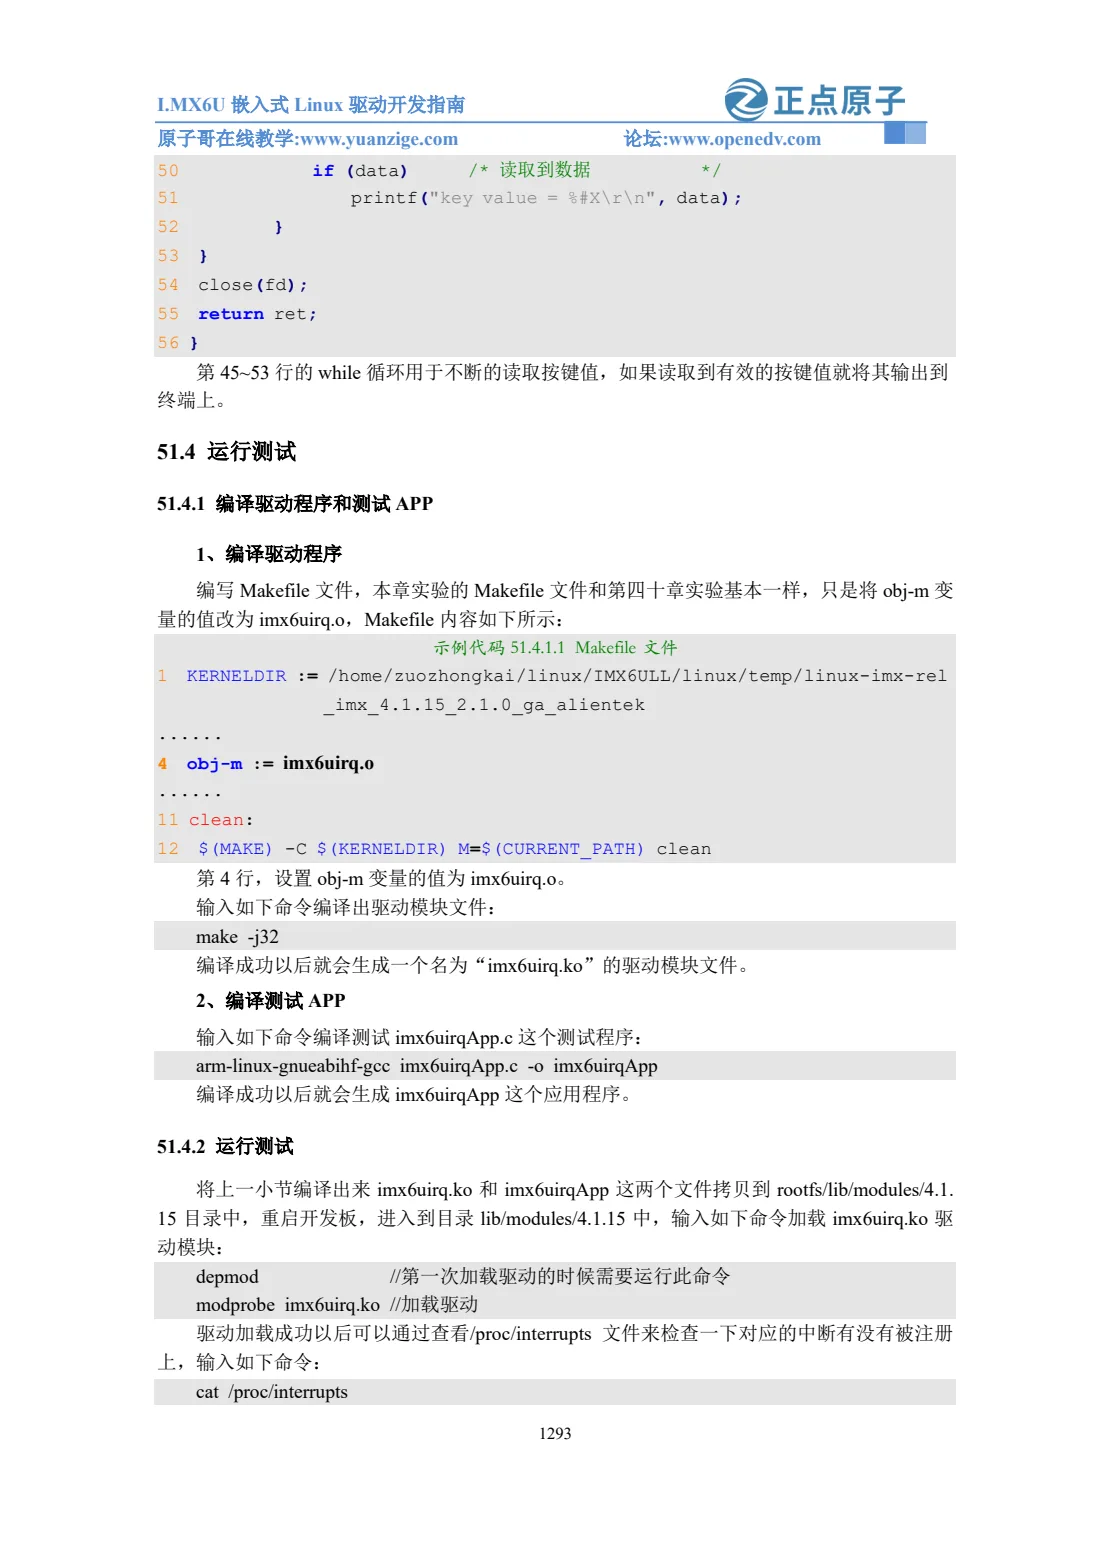 I.MX6U 嵌入式 Linux 驱动开发指南
正点原子
原子哥在线教学:www.yuanzige.com 论坛:www.openedv.com
50 if (data) /* 读取到数据 */
51 printf("key value = %#X\r\n", data);
52 }
53 }
54 close(fd);
55 return ret;
56 }
第 45~53 行的 while 循环用于不断的读取按键值，如果读取到有效的按键值就将其输出到
终端上。
51.4 运行测试
51.4.1 编译驱动程序和测试 APP
1、编译驱动程序
编写 Makefile 文件，本章实验的 Makefile 文件和第四十章实验基本一样，只是将 obj-m 变
量的值改为 imx6uirq.o，Makefile 内容如下所示：
示例代码 51.4.1.1 Makefile 文件
1 KERNELDIR := /home/zuozhongkai/linux/IMX6ULL/linux/temp/linux-imx-rel
_imx_4.1.15_2.1.0_ga_alientek
......
4 obj-m := imx6uirq.o
......
11 clean:
12 $(MAKE) -C $(KERNELDIR) M=$(CURRENT_PATH) clean
第 4 行，设置 obj-m 变量的值为 imx6uirq.o。
输入如下命令编译出驱动模块文件：
make -j32
编译成功以后就会生成一个名为“imx6uirq.ko”的驱动模块文件。
2、编译测试 APP
输入如下命令编译测试 imx6uirqApp.c 这个测试程序：
arm-linux-gnueabihf-gcc imx6uirqApp.c -o imx6uirqApp
编译成功以后就会生成 imx6uirqApp 这个应用程序。
51.4.2 运行测试
将上一小节编译出来 imx6uirq.ko 和 imx6uirqApp 这两个文件拷贝到 rootfs/lib/modules/4.1.
15 目录中，重启开发板，进入到目录 lib/modules/4.1.15 中，输入如下命令加载 imx6uirq.ko 驱
动模块：
depmod //第一次加载驱动的时候需要运行此命令
modprobe imx6uirq.ko //加载驱动
驱动加载成功以后可以通过查看/proc/interrupts 文件来检查一下对应的中断有没有被注册
上，输入如下命令：
cat /proc/interrupts
1293